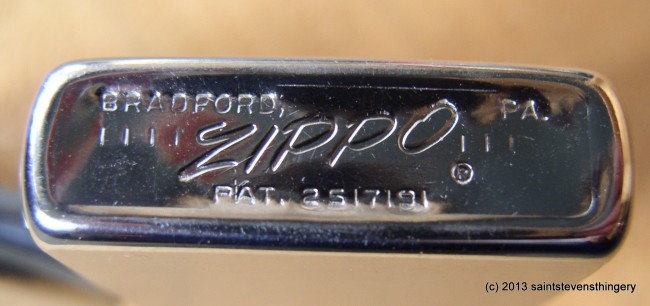 BRADFORD, PA.
|||| ZIPPO |||
®
PAT. 2517191
(c) 2013 saintstevensthingery